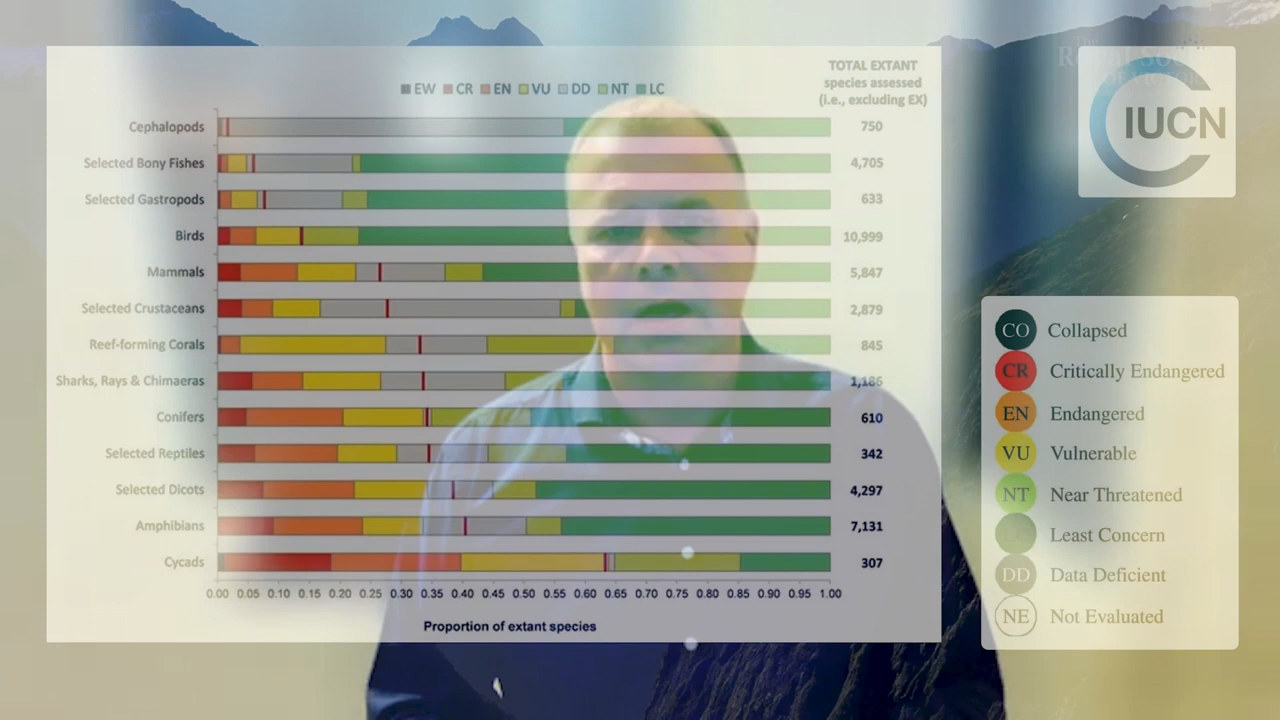 TOTAL EXTANT
species assessed
(i.e., excluding EX)
EW CR EN VU DD NT LC
Cephalopods 750
Selected Bony Fishes 4,705
Selected Gastropods 633
Birds 10,999
Mammals 5,847
Selected Crustaceans 2,879
Reef-forming Corals 845
Sharks, Rays & Chimaeras 1,186
Conifers 610
Selected Reptiles 342
Selected Dicots 4,297
Amphibians 7,131
Cycads 307
0.00 0.05 0.10 0.15 0.20 0.25 0.30 0.35 0.40 0.45 0.50 0.55 0.60 0.65 0.70 0.75 0.80 0.85 0.90 0.95 1.00
Proportion of extant species
IUCN
CO Collapsed
CR Critically Endangered
EN Endangered
VU Vulnerable
NT Near Threatened
Least Concern
DD Data Deficient
NE Not Evaluated